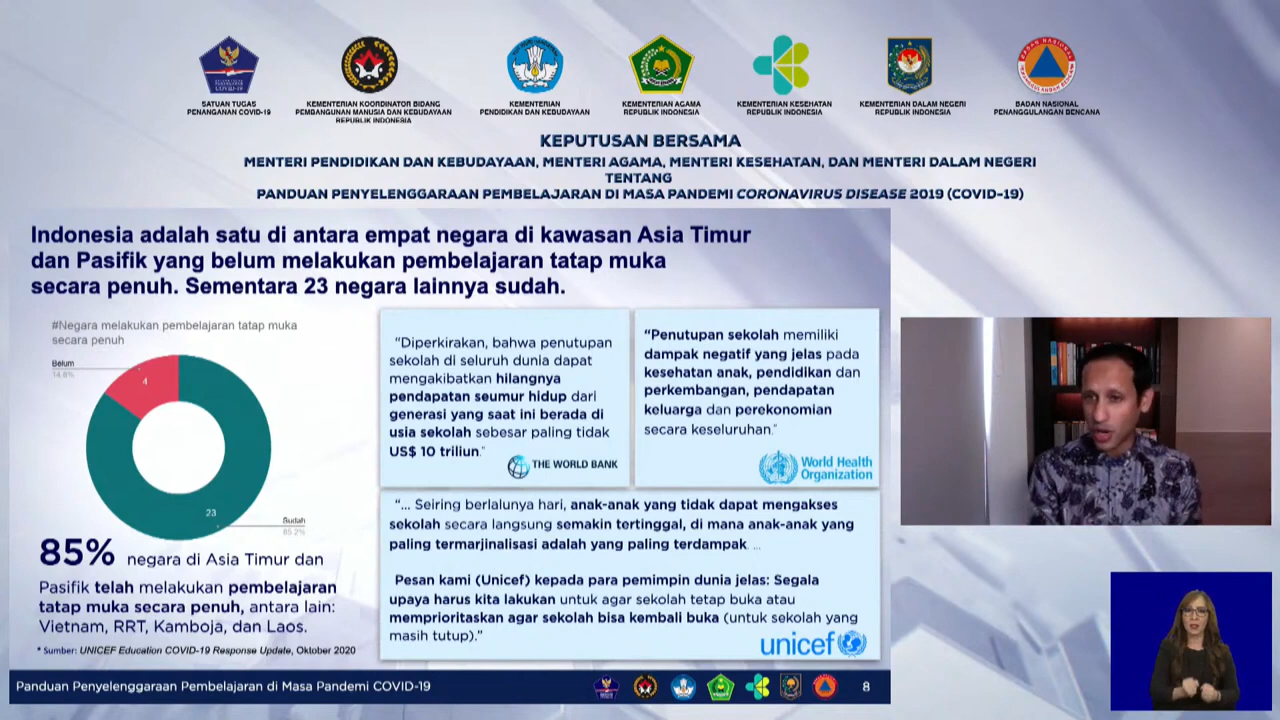 SATUAN TUGAS
PENANGANAN COVID-19
KEMENTERIAN KOORDINATOR BIDANG
PEMBANGUNAN MANUSIA DAN KEBUDAYAAN
REPUBLIK INDONESIA
KEMENTERIAN
PENDIDIKAN DAN KEBUDAYAAN
KEMENTERIAN AGAMA
REPUBLIK INDONESIA
KEMENTERIAN KESEHATAN
REPUBLIK INDONESIA
KEMENTERIAN DALAM NEGERI
REPUBLIK INDONESIA
BADAN NASIONAL
PENANGGULANGAN BENCANA
KEPUTUSAN BERSAMA
MENTERI PENDIDIKAN DAN KEBUDAYAAN, MENTERI AGAMA, MENTERI KESEHATAN, DAN MENTERI DALAM NEGERI
TENTANG
PANDUAN PENYELENGGARAAN PEMBELAJARAN DI MASA PANDEMI CORONAVIRUS DISEASE 2019 (COVID-19)
Indonesia adalah satu di antara empat negara di kawasan Asia Timur
dan Pasifik yang belum melakukan pembelajaran tatap muka
secara penuh. Sementara 23 negara lainnya sudah.
#Negara melakukan pembelajaran tatap muka
secara penuh
Belum
14.8%
4
23
Sudah
85.2%
85% negara di Asia Timur dan
Pasifik telah melakukan pembelajaran
tatap muka secara penuh, antara lain:
Vietnam, RRT, Kamboja, dan Laos.
* Sumber: UNICEF Education COVID-19 Response Update, Oktober 2020
"Diperkirakan, bahwa penutupan
sekolah di seluruh dunia dapat
mengakibatkan hilangnya
pendapatan seumur hidup dari
generasi yang saat ini berada di
usia sekolah sebesar paling tidak
US$ 10 triliun."
THE WORLD BANK
"Penutupan sekolah memiliki
dampak negatif yang jelas pada
kesehatan anak, pendidikan dan
perkembangan, pendapatan
keluarga dan perekonomian
secara keseluruhan."
World Health
Organization
"... Seiring berlalunya hari, anak-anak yang tidak dapat mengakses
sekolah secara langsung semakin tertinggal, di mana anak-anak yang
paling termarjinalisasi adalah yang paling terdampak. ...
Pesan kami (Unicef) kepada para pemimpin dunia jelas: Segala
upaya harus kita lakukan untuk agar sekolah tetap buka atau
memprioritaskan agar sekolah bisa kembali buka (untuk sekolah yang
masih tutup)."
unicef
Panduan Penyelenggaraan Pembelajaran di Masa Pandemi COVID-19
8